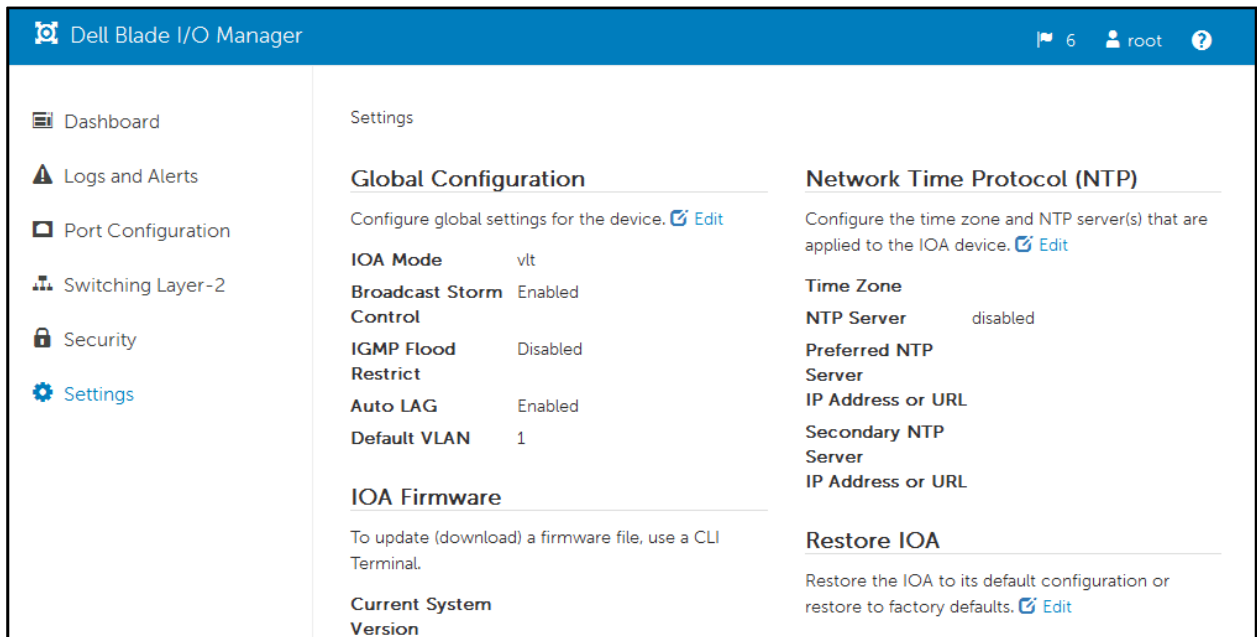 Dell Blade I/O Manager
6 root ?
Dashboard
Logs and Alerts
Port Configuration
Switching Layer-2
Security
Settings
Settings
Global Configuration
Configure global settings for the device. Edit
IOA Mode vlt
Broadcast Storm Enabled
Control
IGMP Flood Disabled
Restrict
Auto LAG Enabled
Default VLAN 1
IOA Firmware
To update (download) a firmware file, use a CLI
Terminal.
Current System
Version
Network Time Protocol (NTP)
Configure the time zone and NTP server(s) that are
applied to the IOA device. Edit
Time Zone
NTP Server disabled
Preferred NTP
Server
IP Address or URL
Secondary NTP
Server
IP Address or URL
Restore IOA
Restore the IOA to its default configuration or
restore to factory defaults. Edit